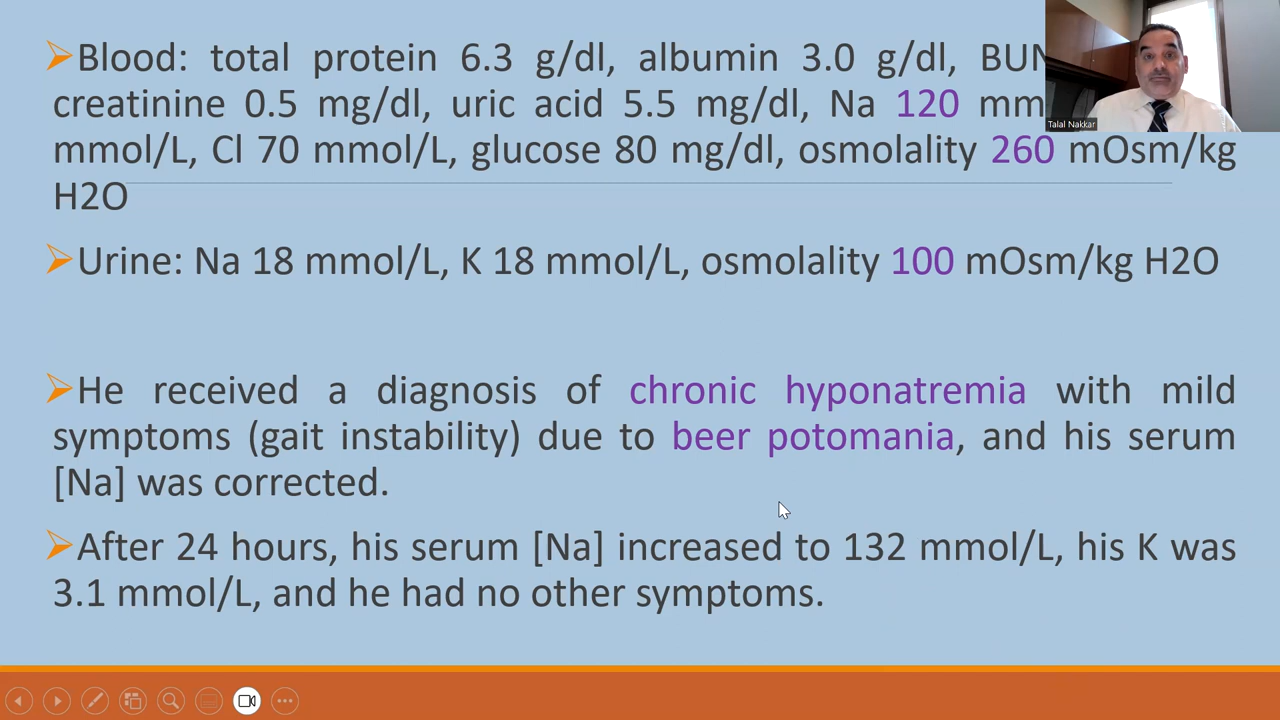 Blood: total protein 6.3 g/dl, albumin 3.0 g/dl,
creatinine 0.5 mg/dl, uric acid 5.5 mg/dl, Na 120
mmol/L, Cl 70 mmol/L, glucose 80 mg/dl, osmolality 260 mOsm/kg
H2O
Urine: Na 18 mmol/L, K 18 mmol/L, osmolality 100 mOsm/kg H2O
He received a diagnosis of chronic hyponatremia with mild
symptoms (gait instability) due to beer potomania, and his serum
[Na] was corrected.
After 24 hours, his serum [Na] increased to 132 mmol/L, his K was
3.1 mmol/L, and he had no other symptoms.
Talal Nakkar